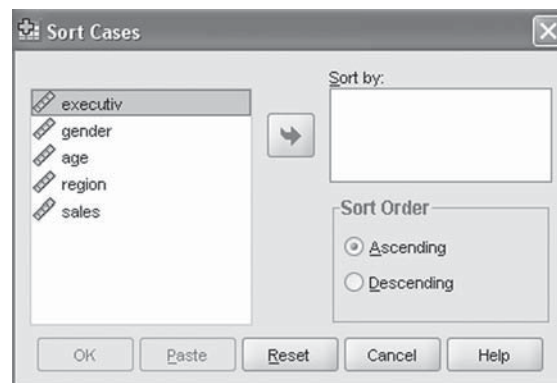 Sort Cases
Sort by:
executiv
gender
age
region
sales
Sort Order
Ascending
Descending
OK
Paste
Reset
Cancel
Help